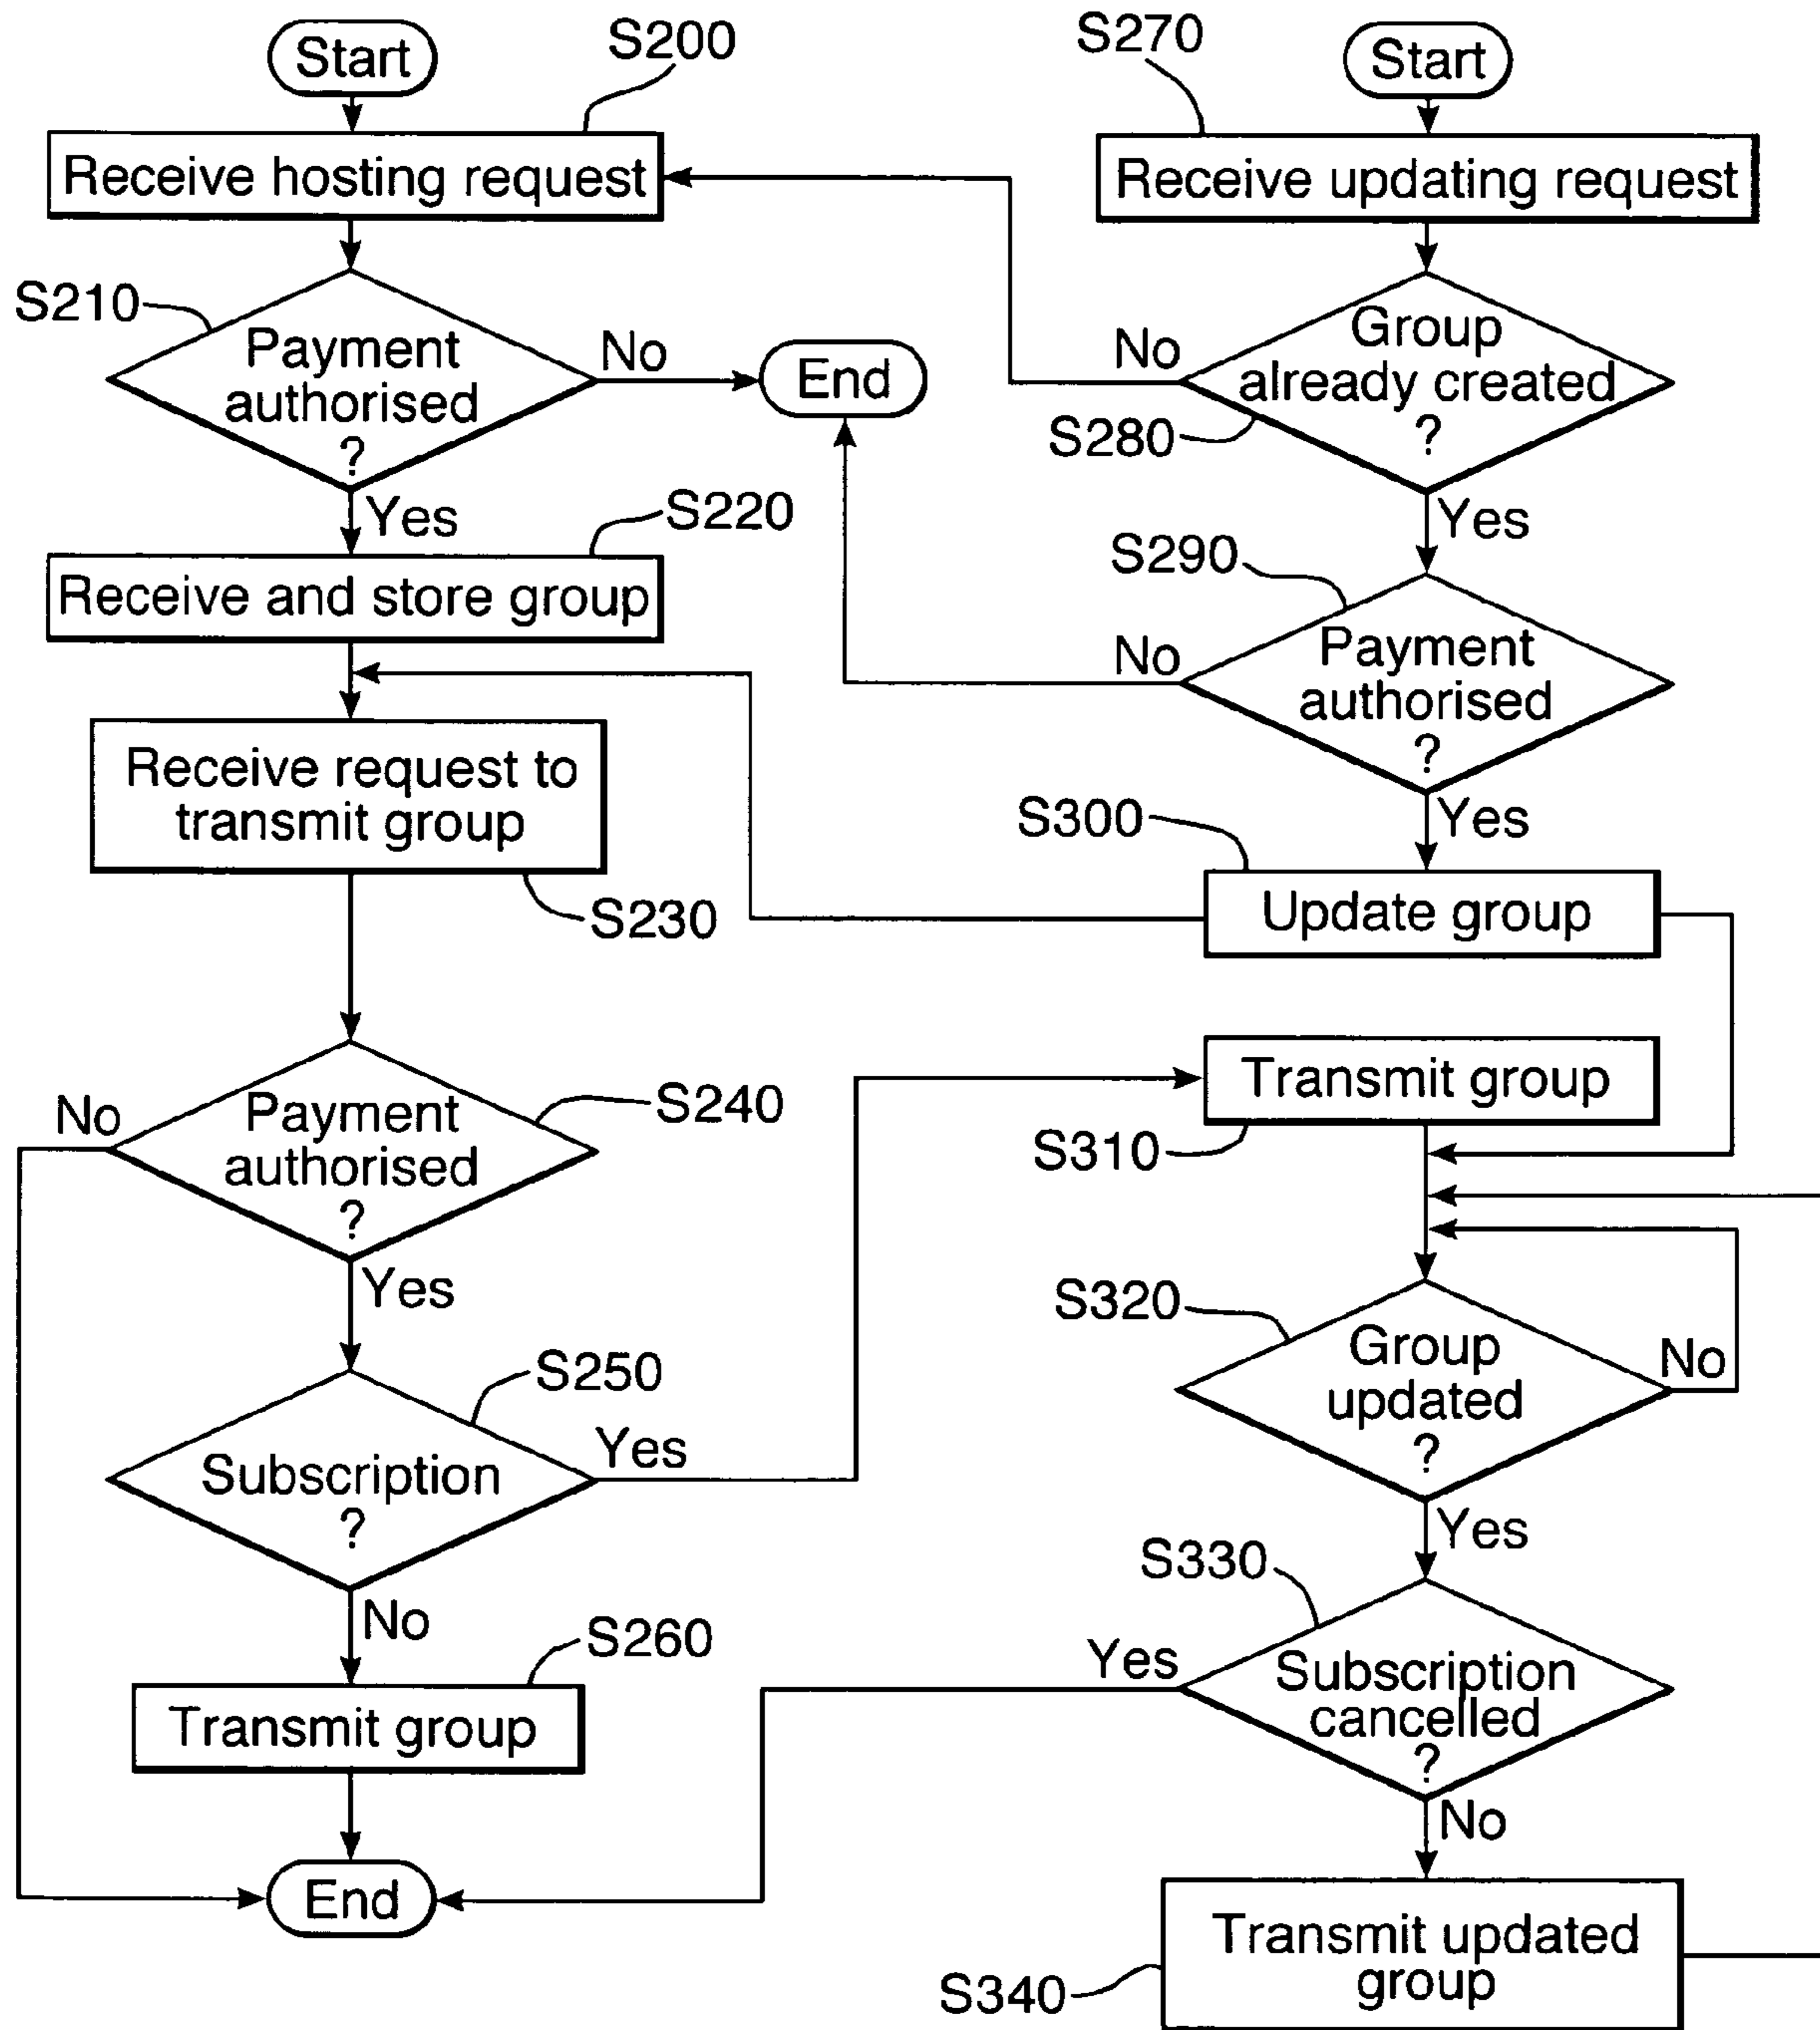 Start
S200
Receive hosting request
S210
Payment
authorised
?
No
End
Yes
S220
Receive and store group
Receive request to
transmit group
S230
No
Payment
authorised
?
S240
Yes
S250
Subscription
?
Yes
No
S260
Transmit group
End
S270
Start
Receive updating request
No
Group
already created
?
S280
Yes
S290
No
Payment
authorised
?
Yes
S300
Update group
Transmit group
S310
S320
Group
updated
?
No
Yes
S330
Yes
Subscription
cancelled
?
No
Transmit updated
group
S340